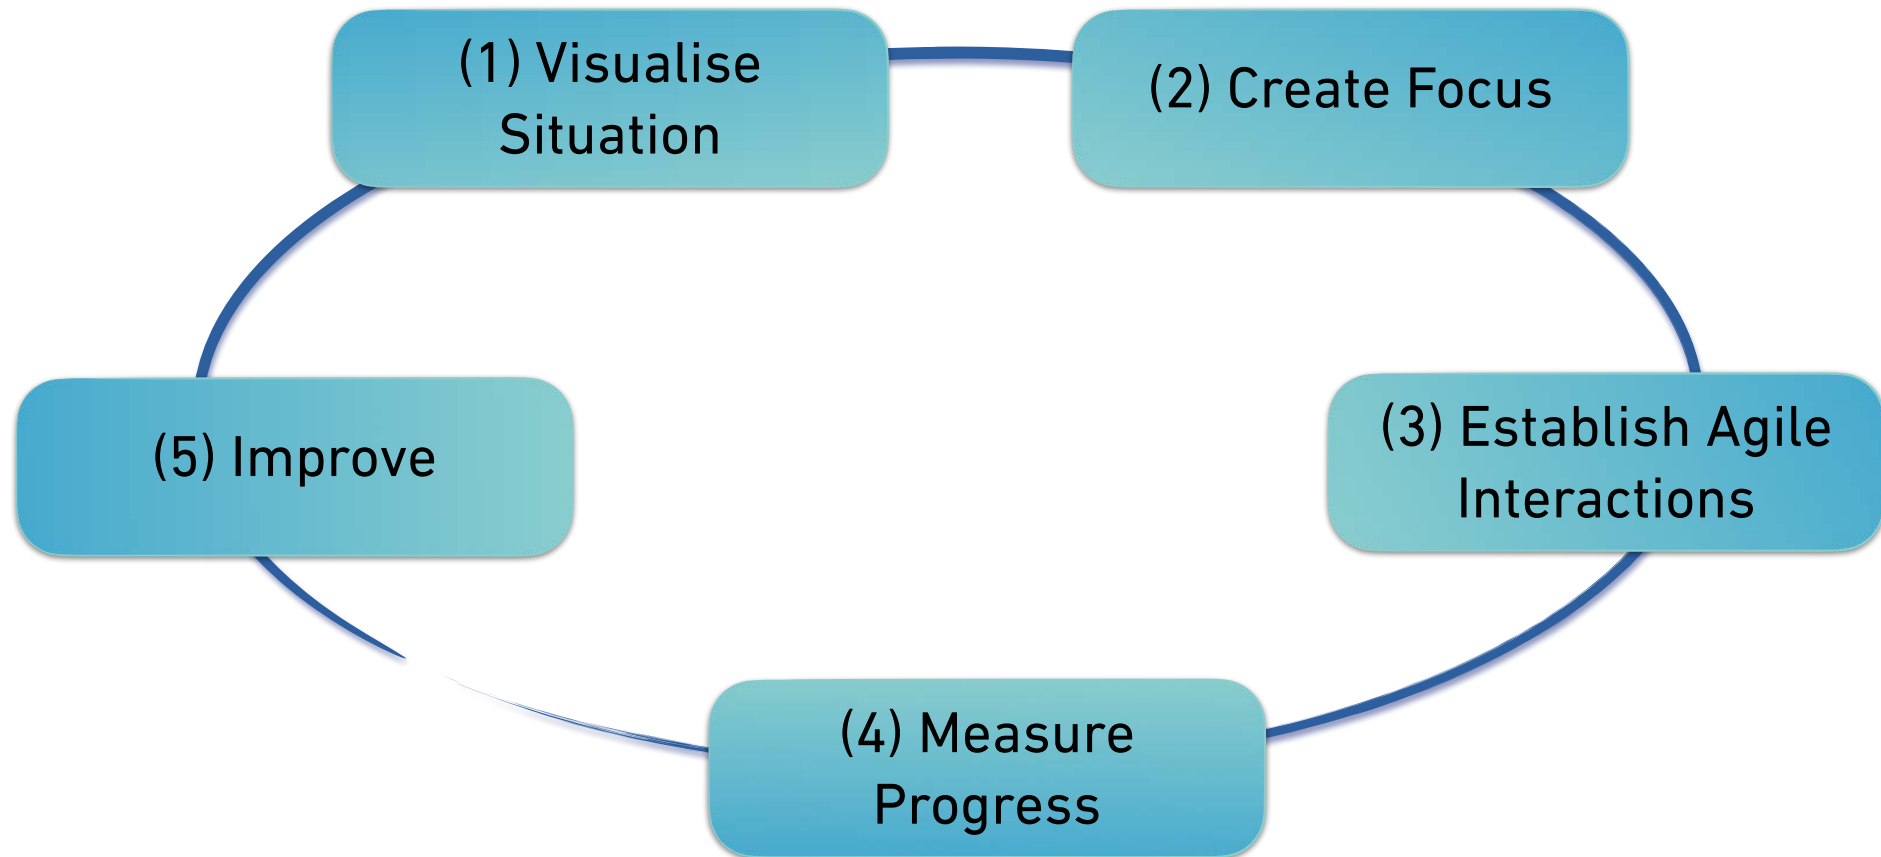 (1) Visualise
Situation
(2) Create Focus
(3) Establish Agile
Interactions
(4) Measure
Progress
(5) Improve